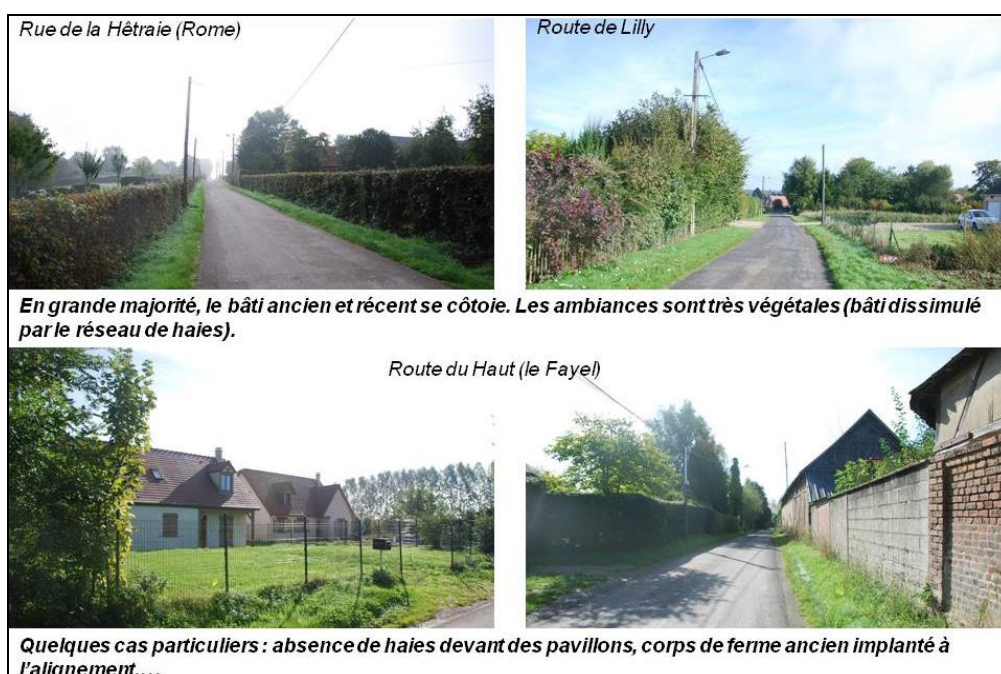 Rue de la Hêtraie (Rome)
Route de Lilly
En grande majorité, le bâti ancien et récent se côtoie. Les ambiances sont très végétales (bâti dissimulé
par le réseau de haies).
Route du Haut (le Fayel)
Quelques cas particuliers : absence de haies devant des pavillons, corps de ferme ancien implanté à
l'alignement....